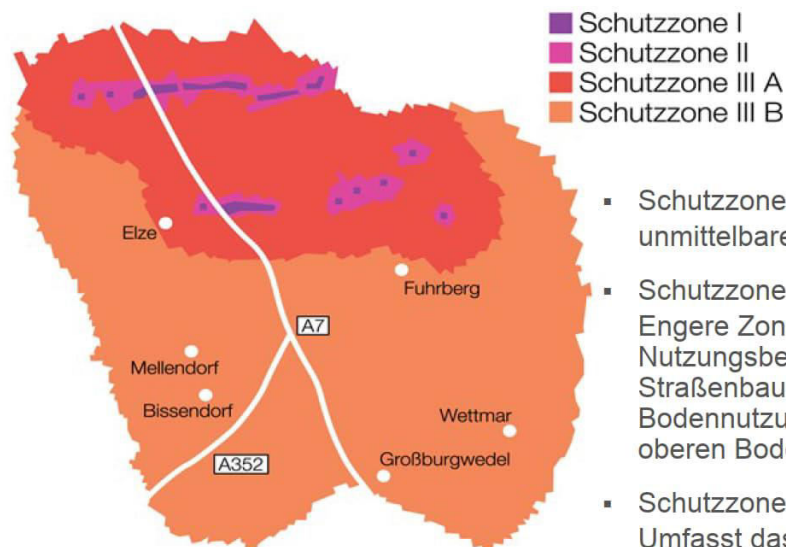 Schutzzone I
Schutzzone II
Schutzzone III A
Schutzzone III B
Elze
Fuhrberg
A7
Mellendorf
Bissendorf
Wettmar
A352
Großburgwedel
▪ Schutzzone
unmittelbare
▪ Schutzzone
Engere Zon
Nutzungsbe
Straßenbau
Bodennutzu
oberen Bod
▪ Schutzzone
Umfasst das